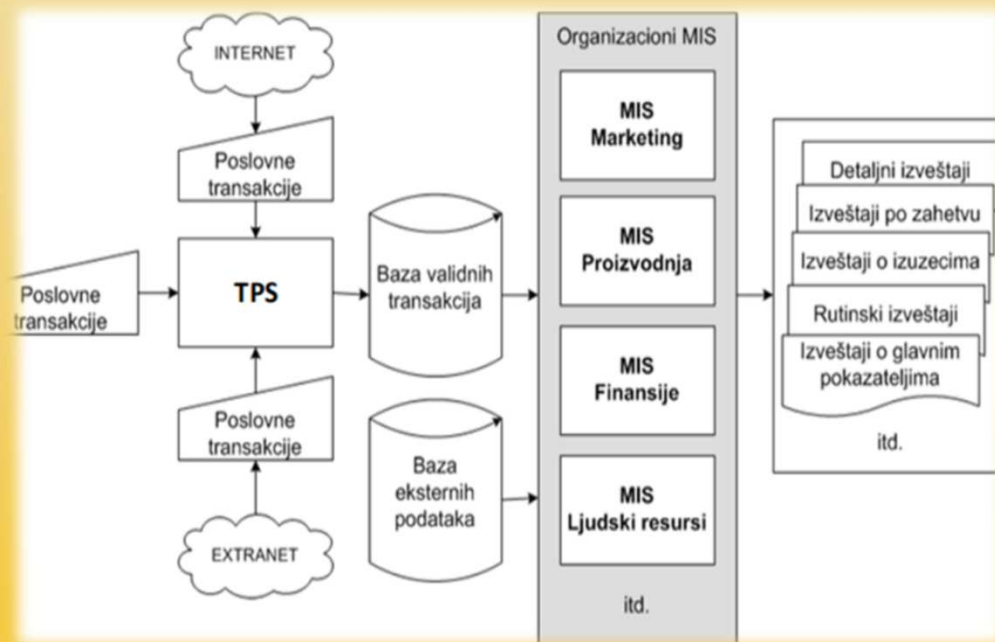 INTERNET
Poslovne
transakcije
Poslovne
transakcije
TPS
Poslovne
transakcije
EXTRANET
Baza validnih
transakcija
Baza
eksternih
podataka
Organizacioni MIS
MIS
Marketing
MIS
Proizvodnja
MIS
Finansije
MIS
Ljudski resursi
itd.
Detaljni izveštaji
Izveštaji po zahetvu
Izveštaji o izuzecima
Rutinski izveštaji
Izveštaji o glavnim
pokazateljima
itd.